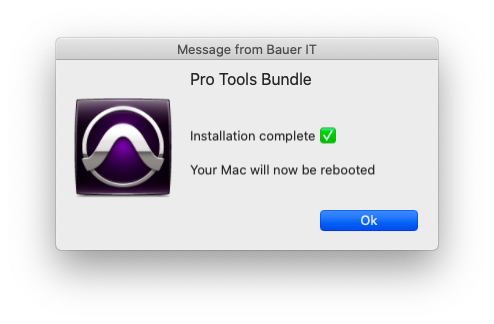 Message from Bauer IT
Pro Tools Bundle
Installation complete ✅
Your Mac will now be rebooted
Ok